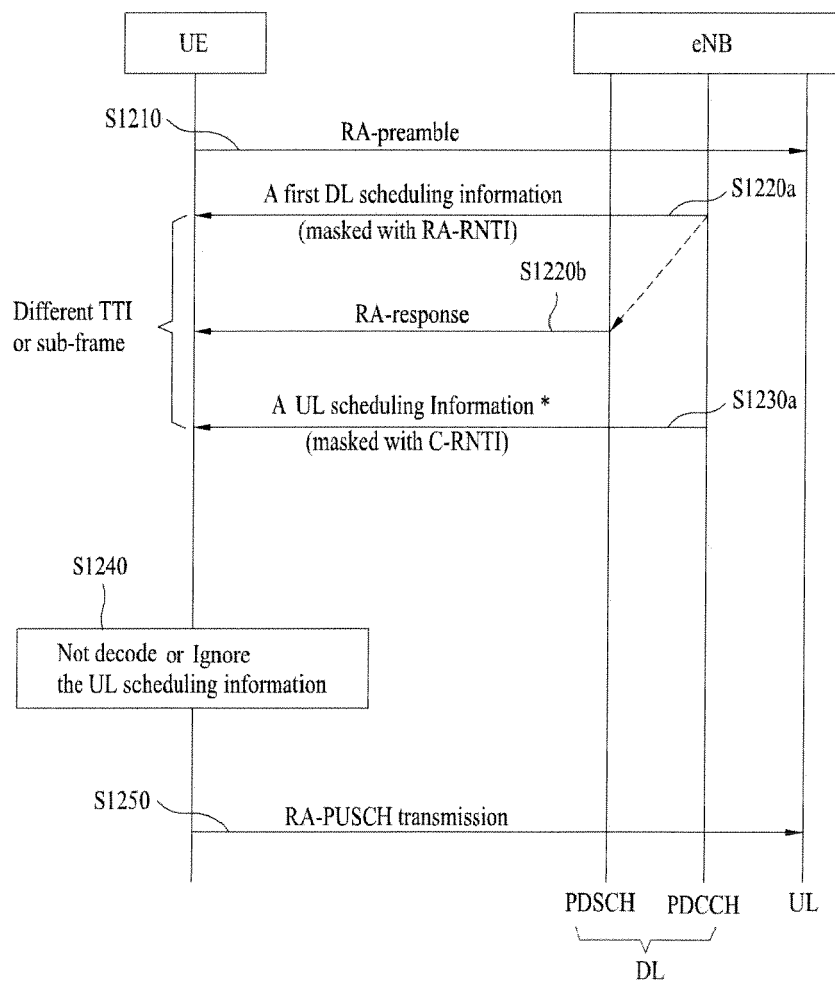 UE
eNB
S1210
RA-preamble
A first DL scheduling information
(masked with RA-RNTI)
S1220a
S1220b
RA-response
Different TTI
or sub-frame
A UL scheduling Information *
(masked with C-RNTI)
S1230a
S1240
Not decode or Ignore
the UL scheduling information
S1250
RA-PUSCH transmission
PDSCH PDCCH UL
DL